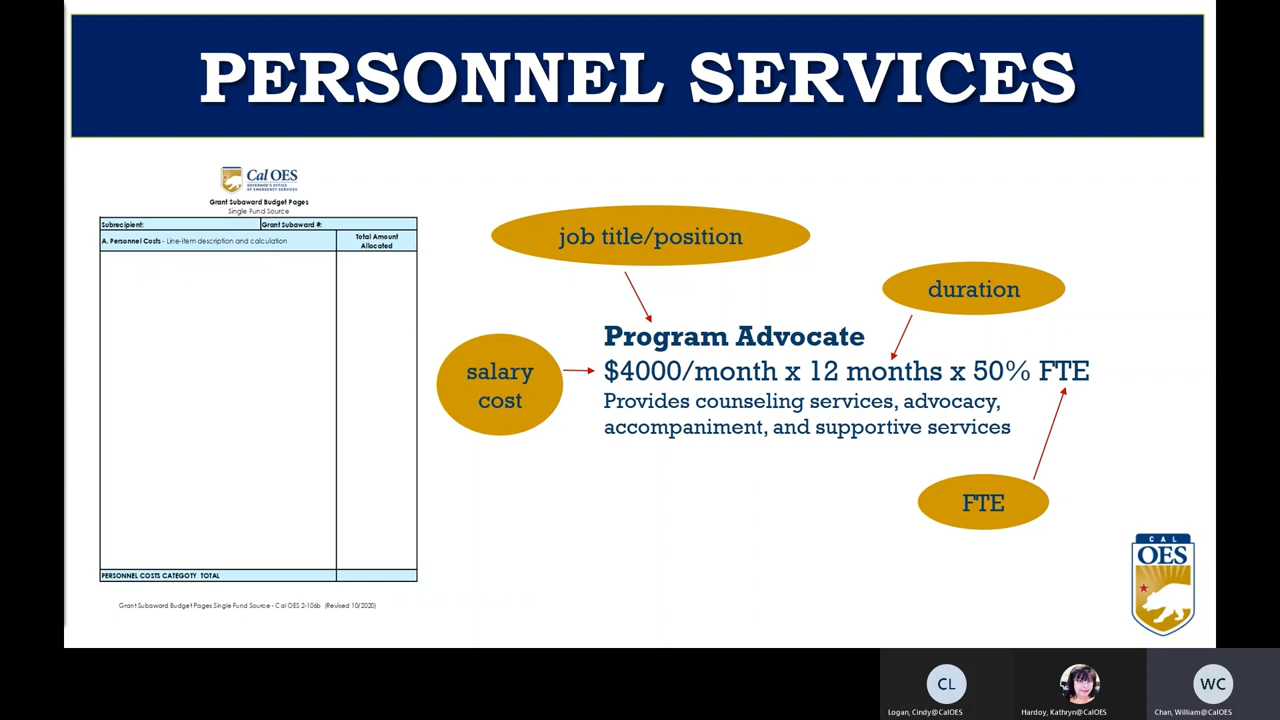 PERSONNEL SERVICES
Cal OES
GOVERNOR'S OFFICE
OF EMERGENCY SERVICES
Grant Subaward Budget Pages
Single Fund Source
Subrecipient:
Grant Subaward #:
A. Personnel Costs - Line-item description and calculation
Total Amount
Allocated
PERSONNEL COSTS CATEGOTY TOTAL
Grant Subaward Budget Pages Single Fund Source - Cal OES 2-106b (Revised 10/2020)
job title/position
duration
salary
cost
Program Advocate
$4000/month x 12 months x 50% FTE
Provides counseling services, advocacy,
accompaniment, and supportive services
FTE
CAL
OES
CL
WC
Logan, Cindy@CalOES
Hardoy, Kathryn@CalOES
Chan, William@CalOES